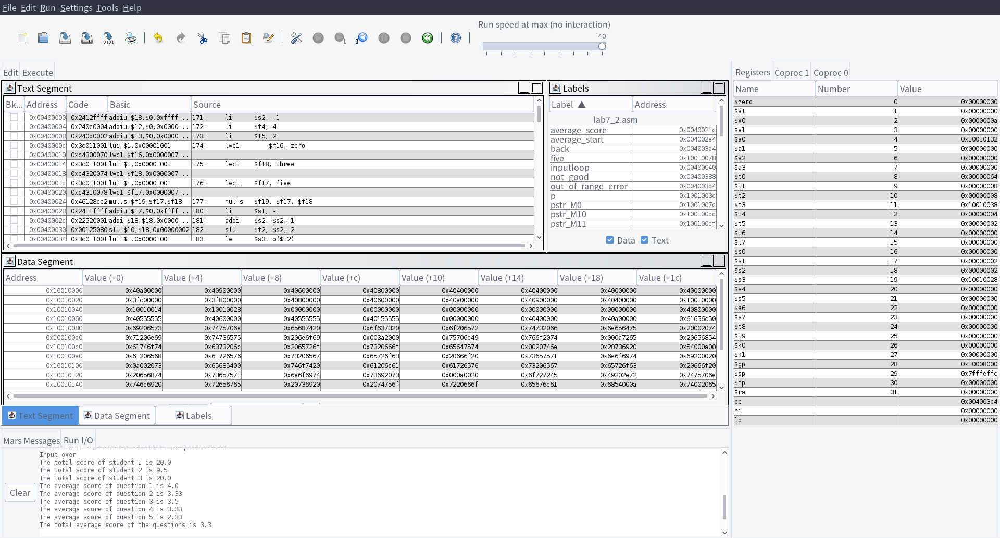 File Edit Run Settings Tools Help
Run speed at max (no interaction)
40
Edit Execute
Text Segment
Bk... Address Code Basic Source
0x00400000 0x2412ffff addiu $18,$0,0xffff... 171: li $s2, -1
0x00400004 0x240c0004 addiu $12,$0,0x0000... 172: li $t4, 4
0x00400008 0x240d0002 addiu $13,$0,0x0000... 173: li $t5, 2
0x0040000c 0x3c011001 lui $1,0x00001001 174: lwc1 $f16, zero
0x00400010 0xc4300070 lwc1 $f16,0x0000007...
0x00400014 0x3c011001 lui $1,0x00001001 175: lwc1 $f18, three
0x00400018 0xc4320074 lwc1 $f18,0x0000007...
0x0040001c 0x3c011001 lui $1,0x00001001 176: lwc1 $f17, five
0x00400020 0xc4310078 lwc1 $f17,0x0000007...
0x00400024 0x46128cc2 mul.s $f19,$f17,$f18 177: mul.s $f19, $f17, $f18
0x00400028 0x2411ffff addiu $17,$0,0xffff... 180: li $s1, -1
0x0040002c 0x22520001 addi $18,$18,0x0000... 181: addi $s2, $s2, 1
0x00400030 0x00125080 sll $10,$18,0x00000002 182: sll $t2, $s2, 2
0x00400034 0x3c011001 lui $1,0x00001001 183: lw $s3, p($t2)
Labels
Label ▲ Address
lab7_2.asm
average_score 0x004002fc
average_start 0x004002e4
back 0x004003a4
five 0x10010078
inputloop 0x00400040
not_good 0x00400388
out_of_range_error 0x004003b4
p 0x1001003c
pstr_M0 0x1001007c
pstr_M10 0x100100dd
pstr_M11 0x100100df
Data Text
Data Segment
Address Value (+0) Value (+4) Value (+8) Value (+c) Value (+10) Value (+14) Value (+18) Value (+1c)
0x10010000 0x40a00000 0x40900000 0x40600000 0x40800000 0x40400000 0x40400000 0x40000000 0x40000000
0x10010020 0x3fc00000 0x3f800000 0x40800000 0x40600000 0x40a00000 0x40900000 0x40400000 0x10010000
0x10010040 0x10010014 0x10010028 0x00000000 0x00000000 0x00000000 0x00000000 0x00000000 0x40800000
0x10010060 0x40555555 0x40600000 0x40555555 0x40155555 0x00000000 0x40400000 0x40a00000 0x61656c50
0x10010080 0x69206573 0x7475706e 0x65687420 0x6f637320 0x6f206572 0x74732066 0x6e656475 0x20002074
0x100100a0 0x71206e69 0x74736575 0x206e6f69 0x003a2000 0x75706e49 0x766f2074 0x000a7265 0x20656854
0x100100c0 0x61746f74 0x6373206c 0x2065726f 0x7320666f 0x65647574 0x0020746e 0x20736920 0x54000a00
0x100100e0 0x61206568 0x61726576 0x73206567 0x65726f63 0x20666f20 0x73657571 0x6e6f6974 0x69200020
0x10010100 0x0a002073 0x65685400 0x746f7420 0x61206c61 0x61726576 0x73206567 0x65726f63 0x20666f20
0x10010120 0x20656874 0x73657571 0x6e6f6974 0x73692073 0x000a0020 0x6f727245 0x49202e72 0x7475706e
0x10010140 0x746e6920 0x72656765 0x20736920 0x2074756f 0x7220666f 0x65676e61 0x6854000a 0x74002065
Text Segment Data Segment Labels
Mars Messages Run I/O
Input over
The total score of student 1 is 20.0
The total score of student 2 is 9.5
The total score of student 3 is 20.0
The average score of question 1 is 4.0
The average score of question 2 is 3.33
The average score of question 3 is 3.5
The average score of question 4 is 3.33
The average score of question 5 is 2.33
The total average score of the questions is 3.3
Clear
Registers Coproc 1 Coproc 0
Name Number Value
$zero 0 0x00000000
$at 1 0x00000000
$v0 2 0x0000000a
$v1 3 0x00000000
$a0 4 0x10010132
$a1 5 0x00000000
$a2 6 0x00000000
$a3 7 0x00000000
$t0 8 0x00000064
$t1 9 0x00000008
$t2 10 0x00000008
$t3 11 0x10010038
$t4 12 0x00000004
$t5 13 0x00000002
$t6 14 0x00000000
$t7 15 0x00000000
$s0 16 0x00000000
$s1 17 0x00000002
$s2 18 0x00000002
$s3 19 0x10010028
$s4 20 0x00000000
$s5 21 0x00000000
$s6 22 0x00000000
$s7 23 0x00000000
$t8 24 0x00000000
$t9 25 0x00000000
$k0 26 0x00000000
$k1 27 0x00000000
$gp 28 0x10008000
$sp 29 0x7fffeffc
$fp 30 0x00000000
$ra 31 0x00000000
pc 0x004003b4
hi 0x00000000
lo 0x00000000